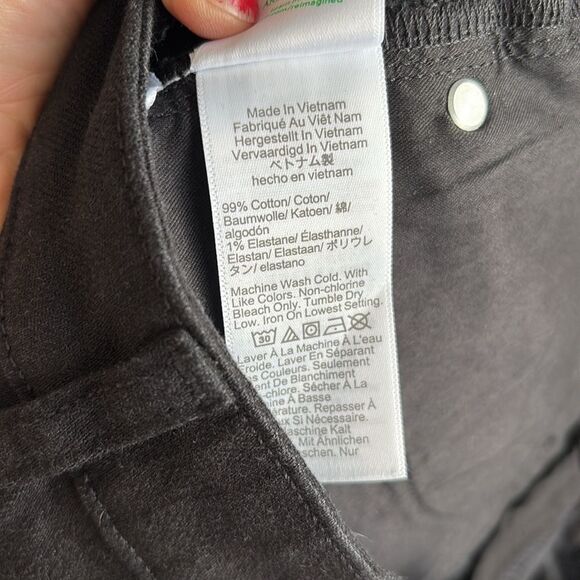 /reimagined
Made In Vietnam
Fabriqué Au Viêt Nam
Hergestellt In Vietnam
Vervaardigd In Vietnam
ベトナム製
hecho en vietnam
99% Cotton/ Coton/
Baumwolle/ Katoen/ 綿/
algodón
1% Elastane/ Élasthanne/
Elastan/ Elastaan/ ポリウレ
タン/ elastano
Machine Wash Cold. With
Like Colors. Non-chlorine
Bleach Only. Tumble Dry
Low. Iron On Lowest Setting.
30
Laver À La Machine À L'eau
Froide. Laver En Séparant
Couleurs. Seulement
De Blanchiment
Sécher À La
À Basse
Repasser À
Si Nécessaire.
Maschine Kalt
Mit Ähnlichen
Nur